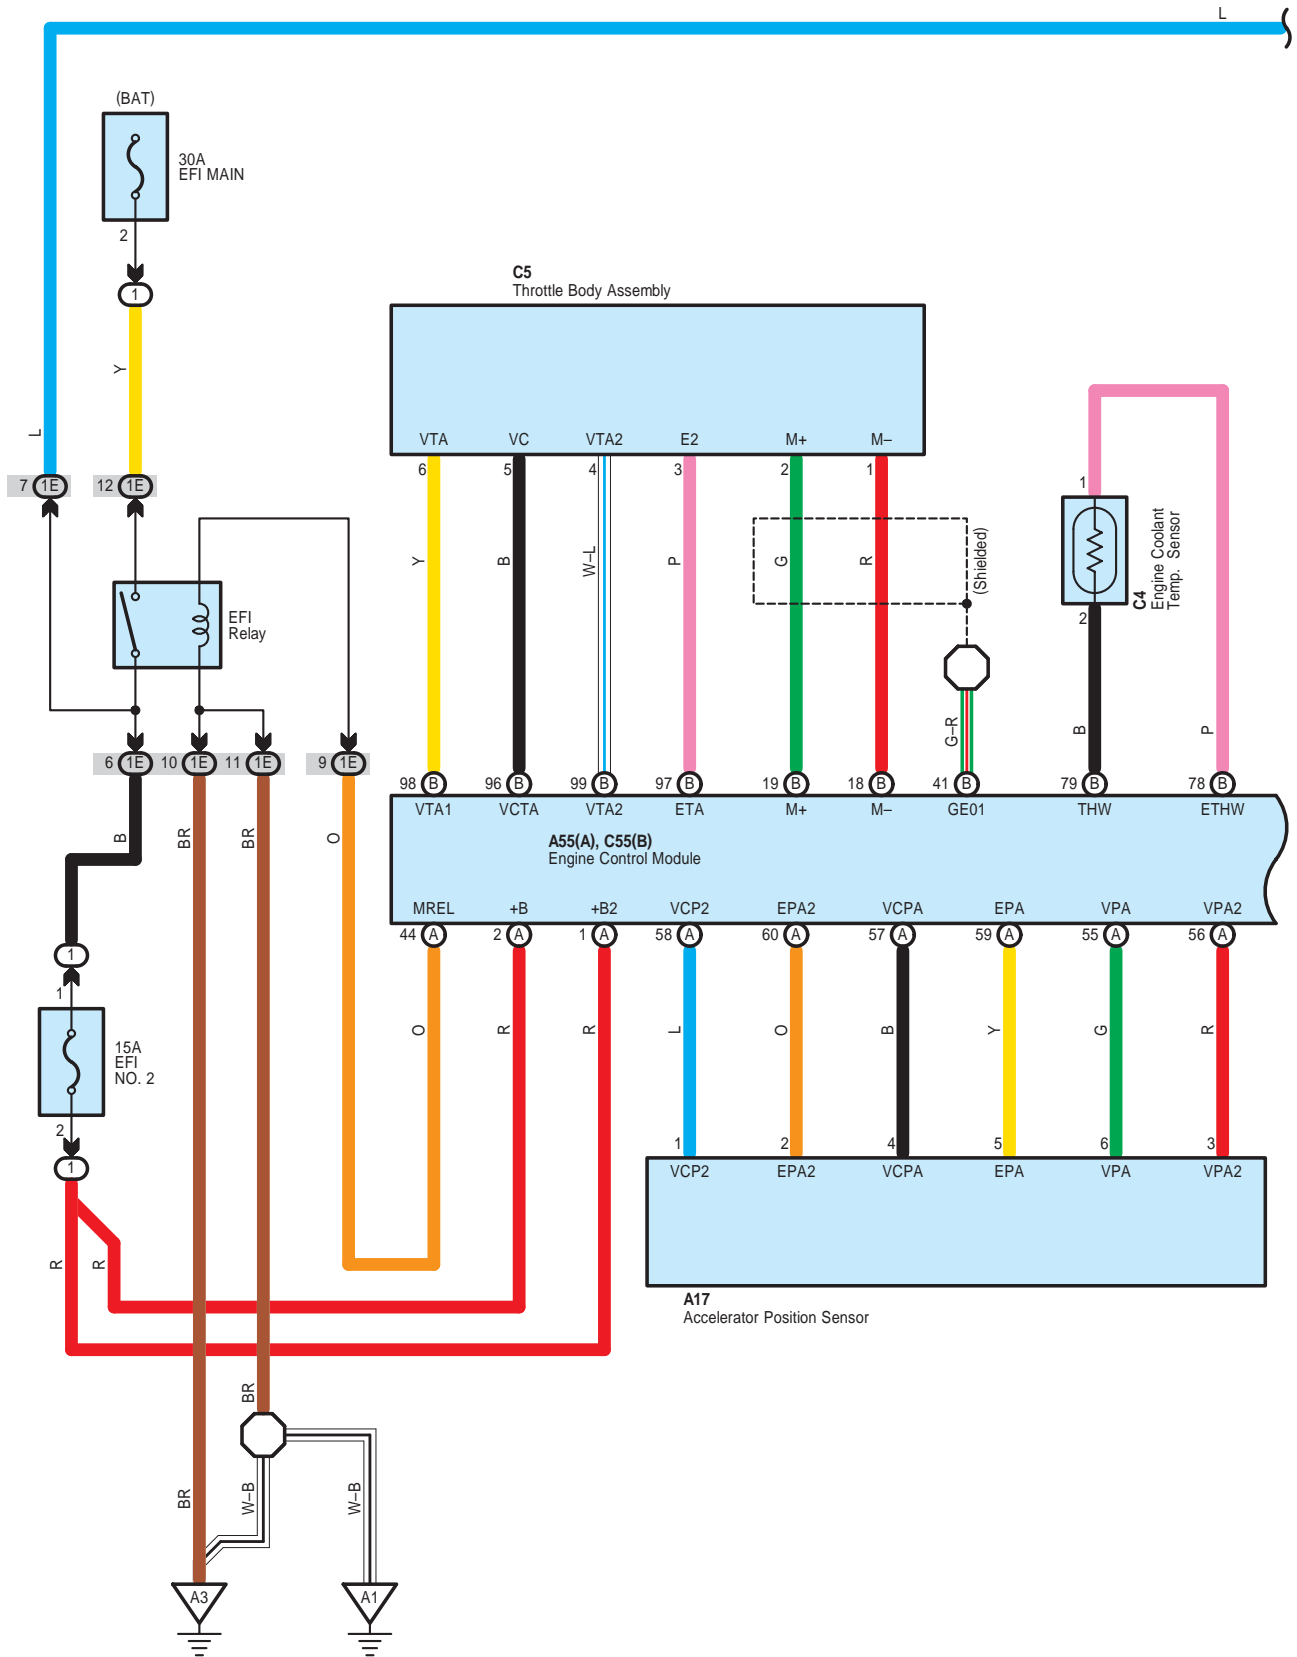 L
(BAT)
30A
EFI MAIN
2
1
Y
L
7 1E
12 1E
C5
Throttle Body Assembly
VTA VC VTA2 E2 M+ M–
6 5 4 3 2 1
Y B W–L P G R
(Shielded)
G–R
1
C4
Engine Coolant
Temp. Sensor
2
B
P
EFI
Relay
6 1E 10 1E 11 1E 9 1E
B BR BR O
98 B 96 B 99 B 97 B 19 B 18 B 41 B 79 B 78 B
VTA1 VCTA VTA2 ETA M+ M– GE01 THW ETHW
A55(A), C55(B)
Engine Control Module
MREL +B +B2 VCP2 EPA2 VCPA EPA VPA VPA2
44 A 2 A 1 A 58 A 60 A 57 A 59 A 55 A 56 A
O R R L O B Y G R
1
1
15A
EFI
NO. 2
2
1
R R
1 2 4 5 6 3
VCP2 EPA2 VCPA EPA VPA VPA2
A17
Accelerator Position Sensor
BR
BR W–B W–B
A3 A1